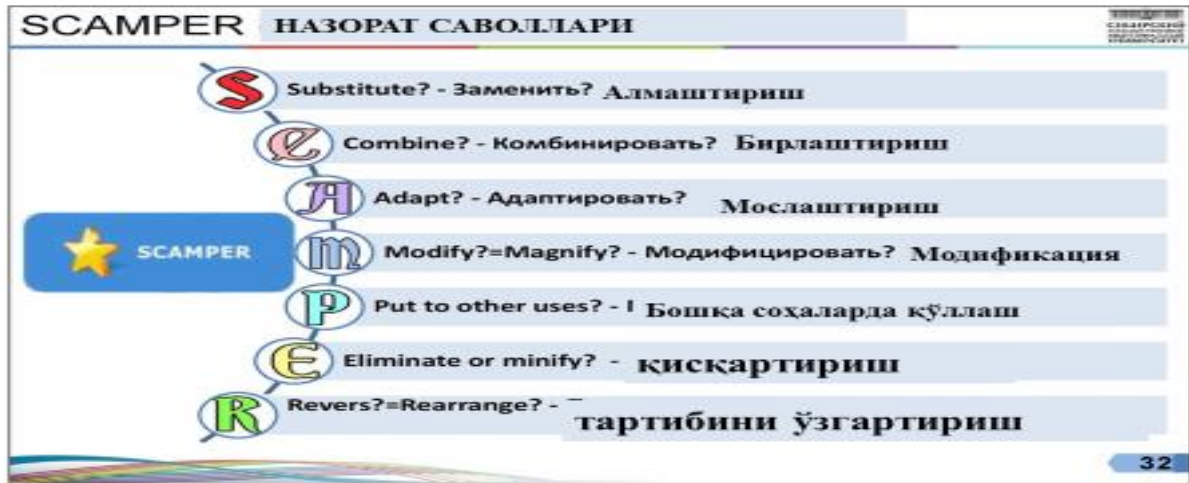 SCAMPER НАЗОРАТ САВОЛЛАРИ
S Substitute? - Заменить? Алмаштириш
C Combine? - Комбинировать? Бирлаштириш
A Adapt? - Адаптировать? Мослаштириш
SCAMPER
m Modify?=Magnify? - Модифицировать? Модификация
P Put to other uses? - Бошқа соҳаларда қўллаш
E Eliminate or minify? - қисқартириш
R Revers?=Rearrange? - тартибини ўзгартириш
32